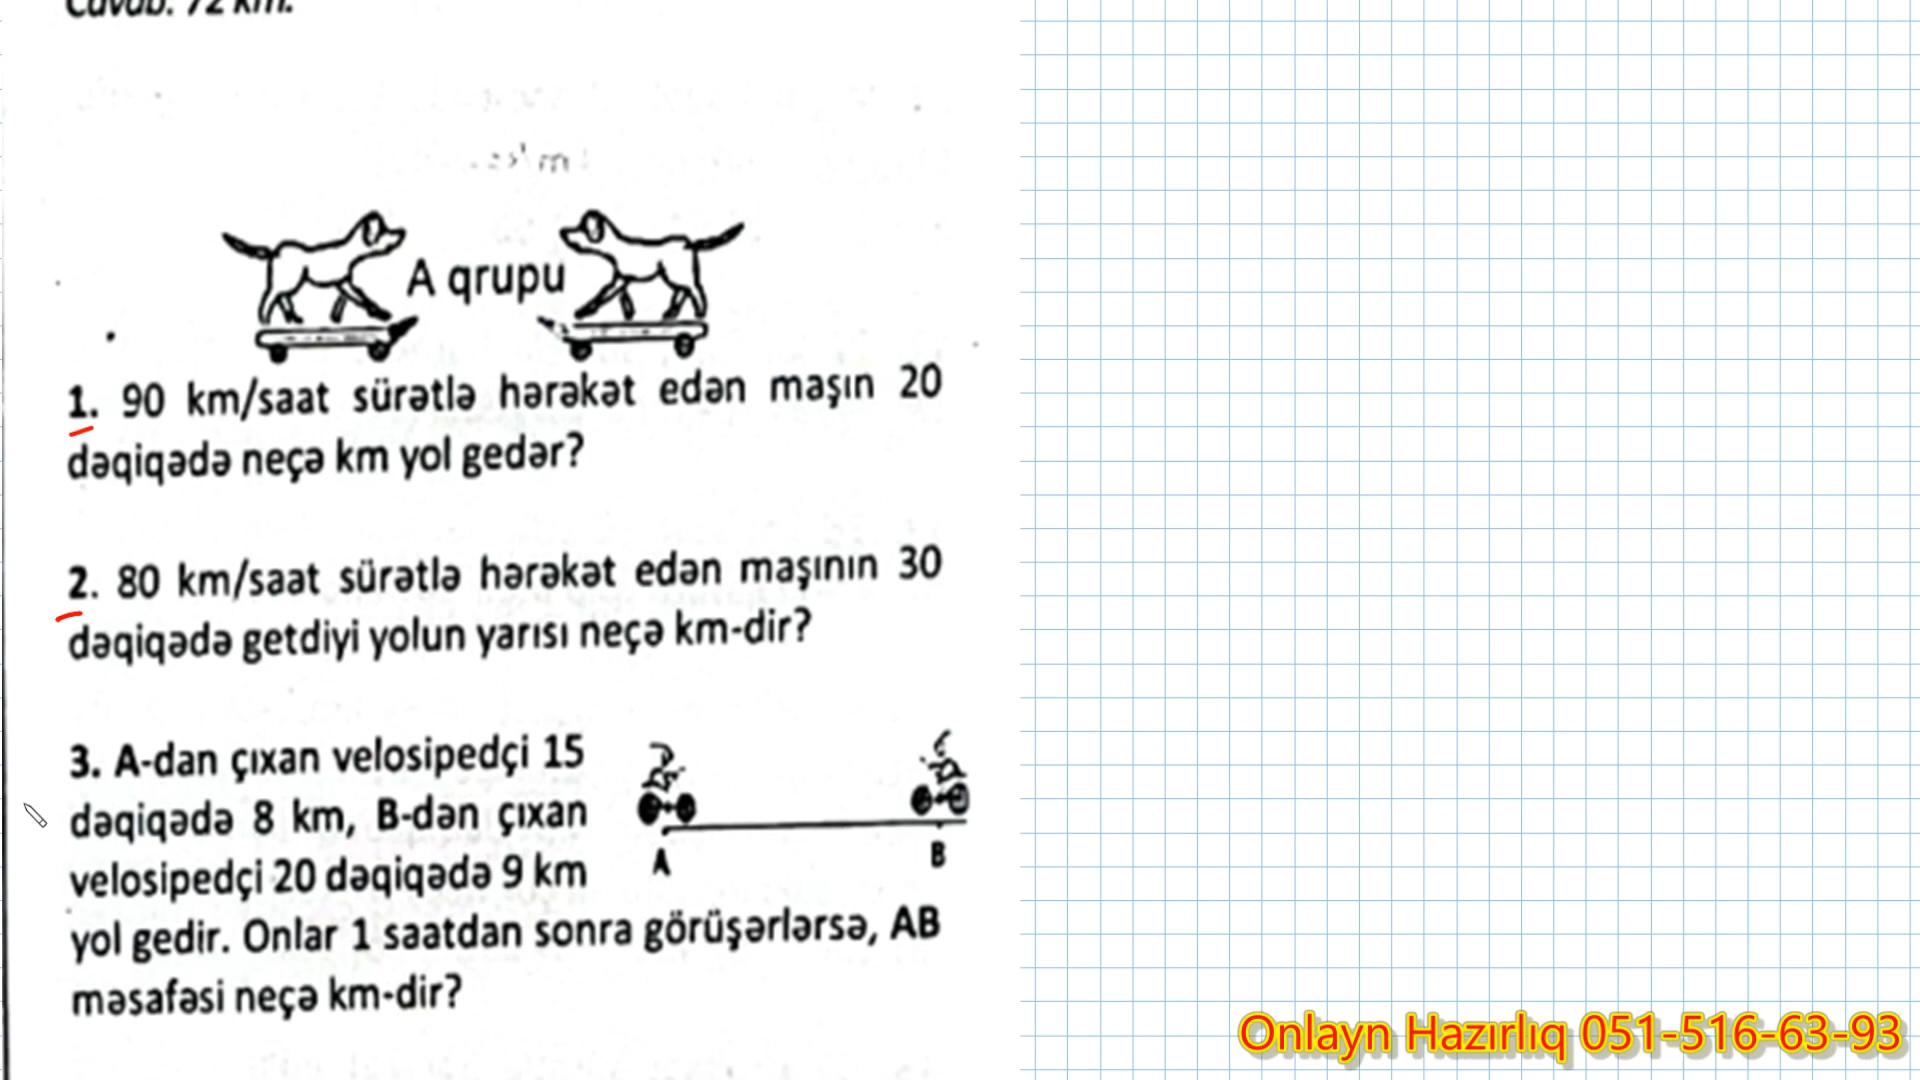 Cavab: 72 km.
A qrupu
1. 90 km/saat sürətlə hərəkət edən maşın 20
dəqiqədə neçə km yol gedər?
2. 80 km/saat sürətlə hərəkət edən maşının 30
dəqiqədə getdiyi yolun yarısı neçə km-dir?
3. A-dan çıxan velosipedçi 15
dəqiqədə 8 km, B-dən çıxan
velosipedçi 20 dəqiqədə 9 km
yol gedir. Onlar 1 saatdan sonra görüşərlərsə, AB
məsafəsi neçə km-dir?
A
B
Onlayn Hazırlıq 051-516-63-93